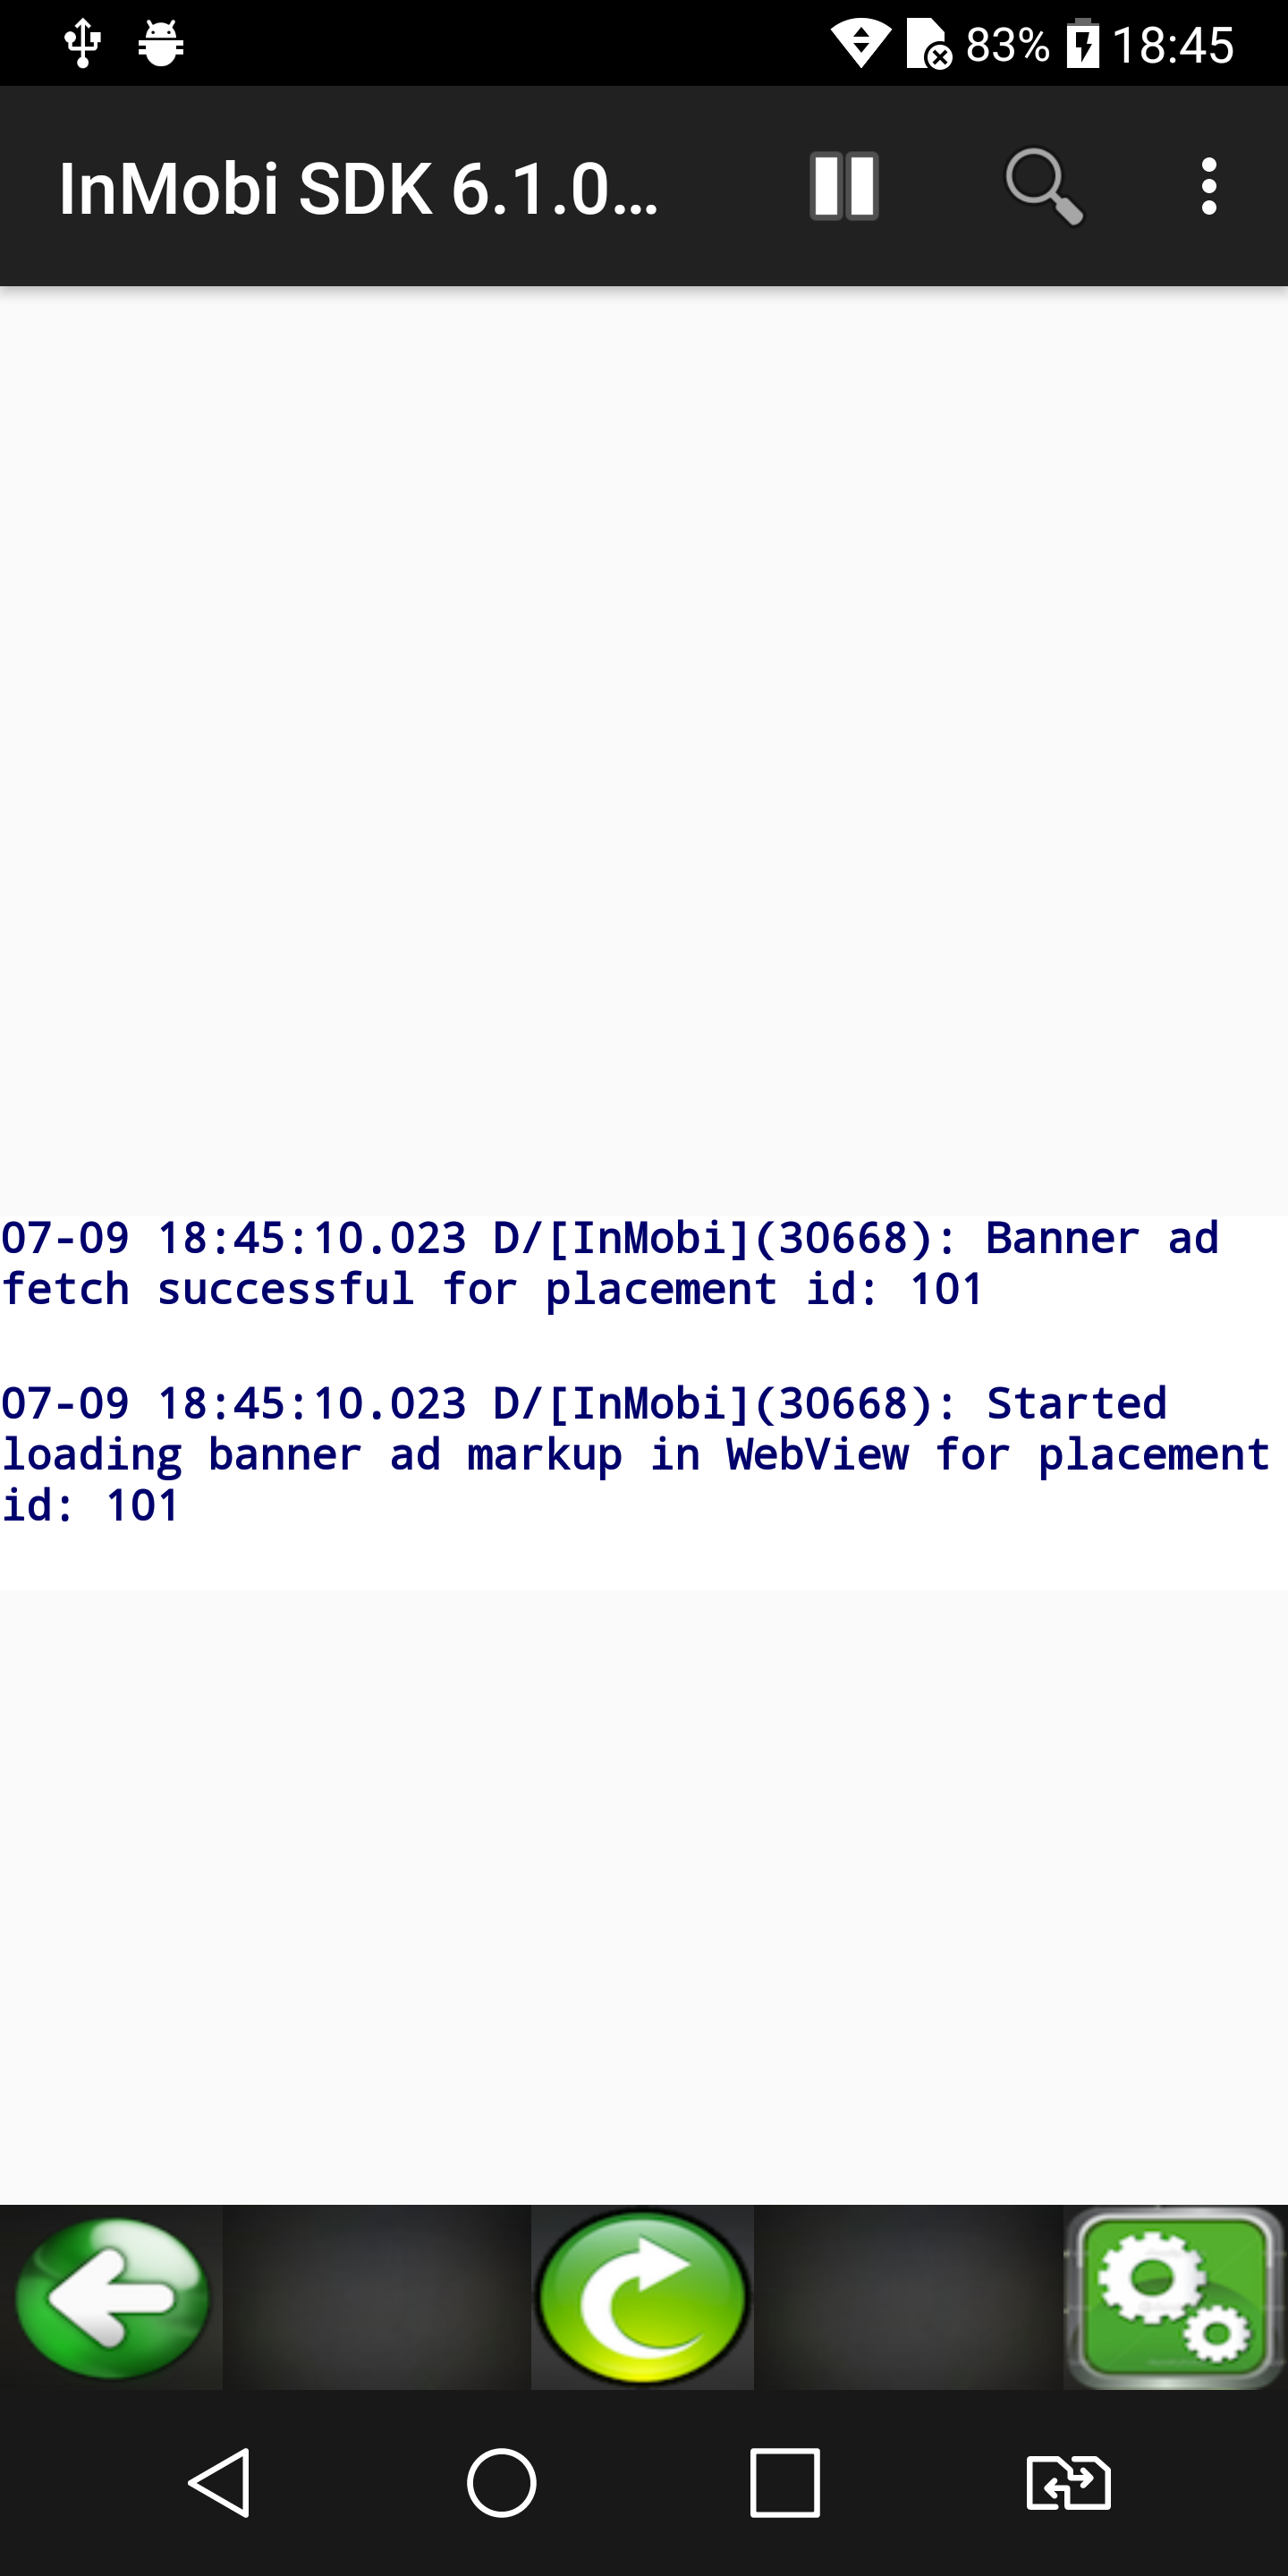 83% 18:45
InMobi SDK 6.1.0...
07-09 18:45:10.023 D/[InMobi](30668): Banner ad
fetch successful for placement id: 101
07-09 18:45:10.023 D/[InMobi](30668): Started
loading banner ad markup in WebView for placement
id: 101